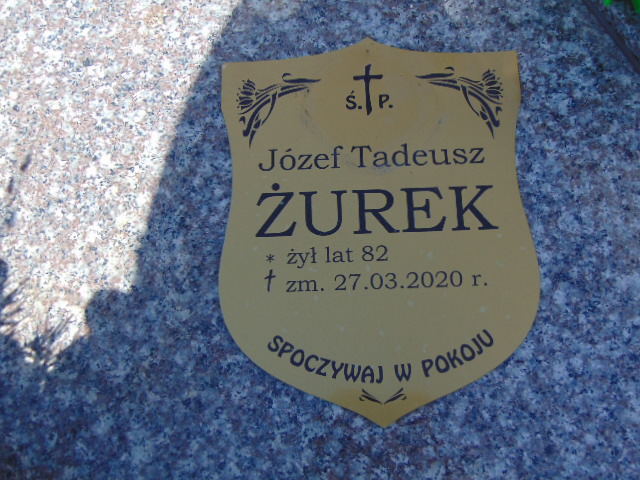 Ś. P.
Józef Tadeusz
ŻUREK
* żył lat 82
† zm. 27.03.2020 r.
SPOCZYWAJ W POKOJU